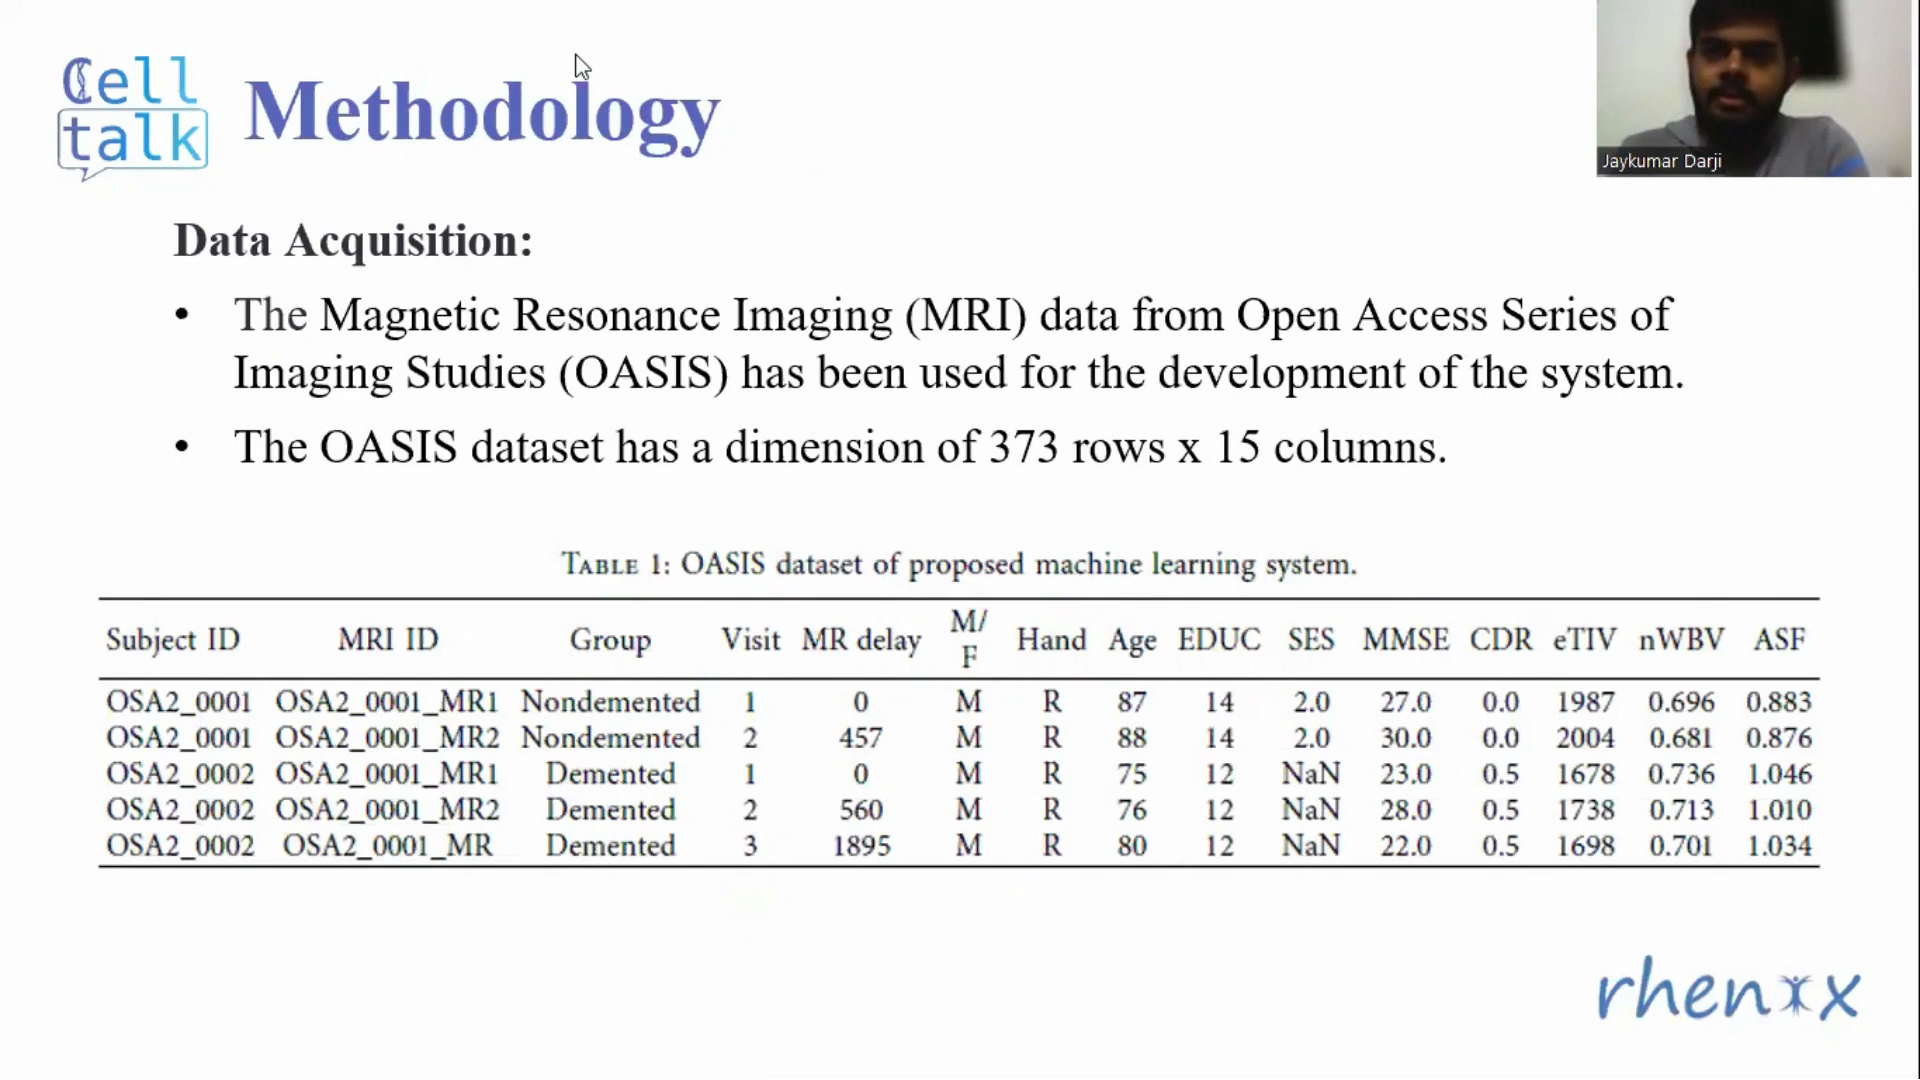 Cell
talk
Methodology
Jaykumar Darji
Data Acquisition:
• The Magnetic Resonance Imaging (MRI) data from Open Access Series of
Imaging Studies (OASIS) has been used for the development of the system.
• The OASIS dataset has a dimension of 373 rows x 15 columns.
TABLE 1: OASIS dataset of proposed machine learning system.
Subject ID MRI ID Group Visit MR delay M/F Hand Age EDUC SES MMSE CDR eTIV nWBV ASF
OSA2_0001 OSA2_0001_MR1 Nondemented 1 0 M R 87 14 2.0 27.0 0.0 1987 0.696 0.883
OSA2_0001 OSA2_0001_MR2 Nondemented 2 457 M R 88 14 2.0 30.0 0.0 2004 0.681 0.876
OSA2_0002 OSA2_0001_MR1 Demented 1 0 M R 75 12 NaN 23.0 0.5 1678 0.736 1.046
OSA2_0002 OSA2_0001_MR2 Demented 2 560 M R 76 12 NaN 28.0 0.5 1738 0.713 1.010
OSA2_0002 OSA2_0001_MR Demented 3 1895 M R 80 12 NaN 22.0 0.5 1698 0.701 1.034
rhenix